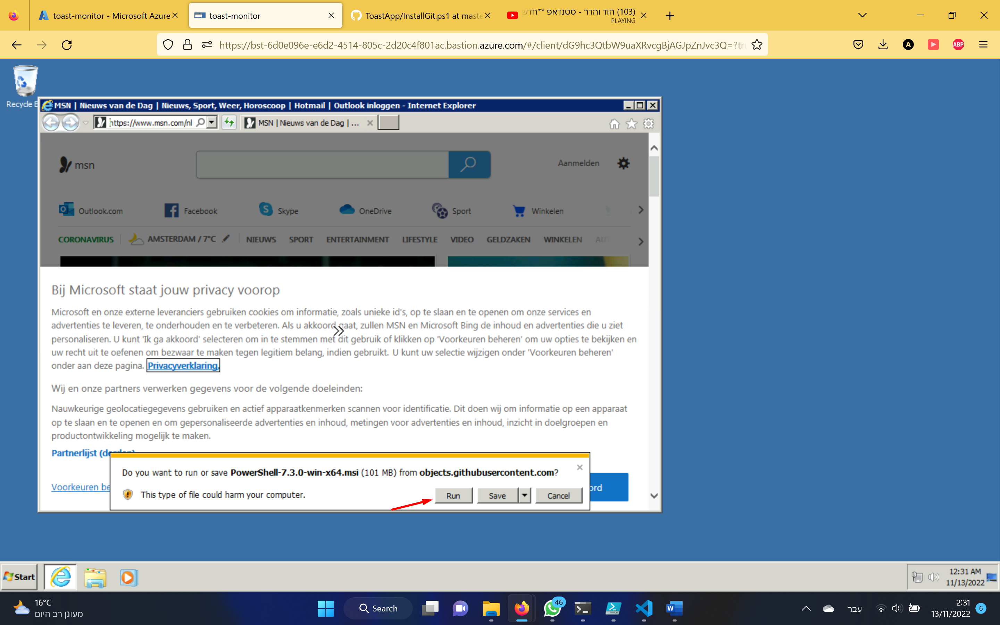 toast-monitor - Microsoft Azure
toast-monitor
ToastApp/InstallGit.ps1 at maste
(103) הוד והדר - סטנדאפ **חדש
PLAYING
https://bst-6d0e096e-e6d2-4514-805c-2d20c4f801ac.bastion.azure.com/#/client/dG9hc3QtbW9uaXRvcgBjAGJpZnJvc3Q=?tru
A
ABP
Recycle B
MSN | Nieuws van de Dag | Nieuws, Sport, Weer, Horoscoop | Hotmail | Outlook inloggen - Internet Explorer
https://www.msn.com/nl
MSN | Nieuws van de Dag | ...
msn
Aanmelden
Outlook.com
Facebook
Skype
OneDrive
Sport
Winkelen
CORONAVIRUS
AMSTERDAM / 7°C
NIEUWS
SPORT
ENTERTAINMENT
LIFESTYLE
VIDEO
GELDZAKEN
WINKELEN
AUT
Bij Microsoft staat jouw privacy voorop
Microsoft en onze externe leveranciers gebruiken cookies om informatie, zoals unieke id's, op te slaan en te openen om onze services en
advertenties te leveren, te onderhouden en te verbeteren. Als u akkoord gaat, zullen MSN en Microsoft Bing de inhoud en advertenties die u ziet
personaliseren. U kunt 'Ik ga akkoord' selecteren om in te stemmen met dit gebruik of klikken op 'Voorkeuren beheren' om uw opties te bekijken en
uw recht uit te oefenen om bezwaar te maken tegen legitiem belang, indien gebruikt. U kunt uw selectie wijzigen onder 'Voorkeuren beheren'
onder aan deze pagina. Privacyverklaring.
Wij en onze partners verwerken gegevens voor de volgende doeleinden:
Nauwkeurige geolocatiegegevens gebruiken en actief apparaatkenmerken scannen voor identificatie. Dit doen wij om informatie op een apparaat
op te slaan en te openen en om gepersonaliseerde advertenties en inhoud, metingen voor advertenties en inhoud, inzicht in doelgroepen en
productontwikkeling mogelijk te maken.
Partnerlijst (derden)
Do you want to run or save PowerShell-7.3.0-win-x64.msi (101 MB) from objects.githubusercontent.com?
Voorkeuren be
ord
This type of file could harm your computer.
Run
Save
Cancel
Start
12:31 AM
11/13/2022
16°C
מעונן רב היום
Search
46
עבר
2:31
13/11/2022
6